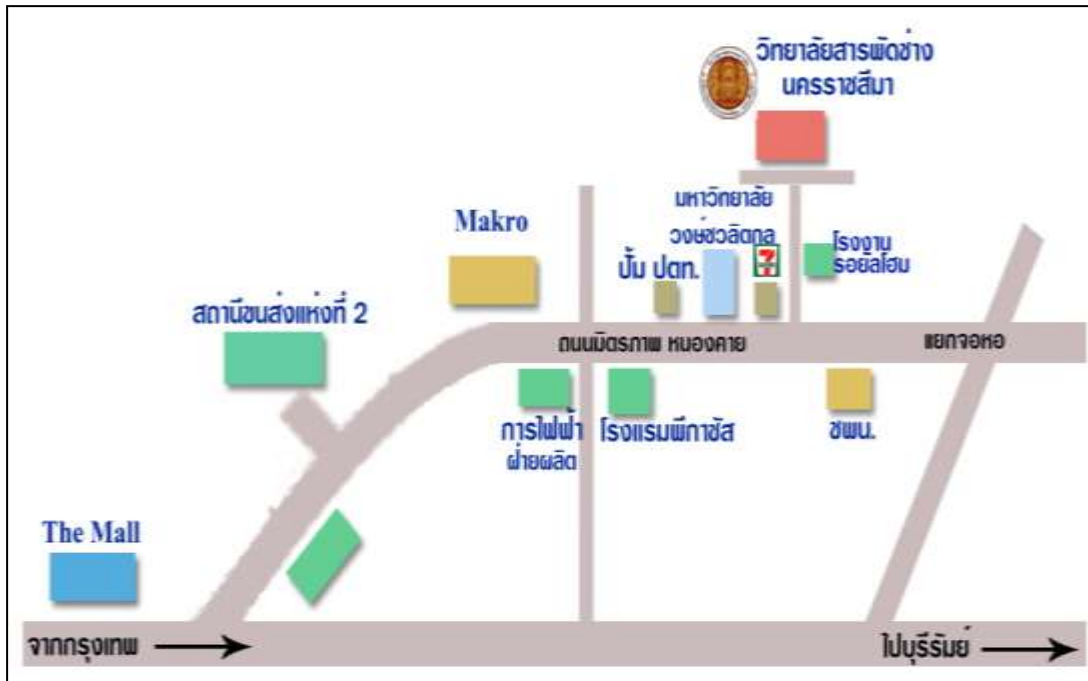 วิทยาลัยสารพัดช่าง
นครราชสีมา
มหาวิทยาลัย
วงษ์ชวลิตกุล
Makro
ปั้ม ปตท.
7
โรงงาน
รอยัลโฮม
สถานีขนส่งแห่งที่ 2
ถนนมิตรภาพ หนองคาย
แยกจอหอ
การไฟฟ้า
ฝ่ายผลิต
โรงแรมพีกาซัส
ชพน.
The Mall
จากกรุงเทพ
ไปบุรีรัมย์